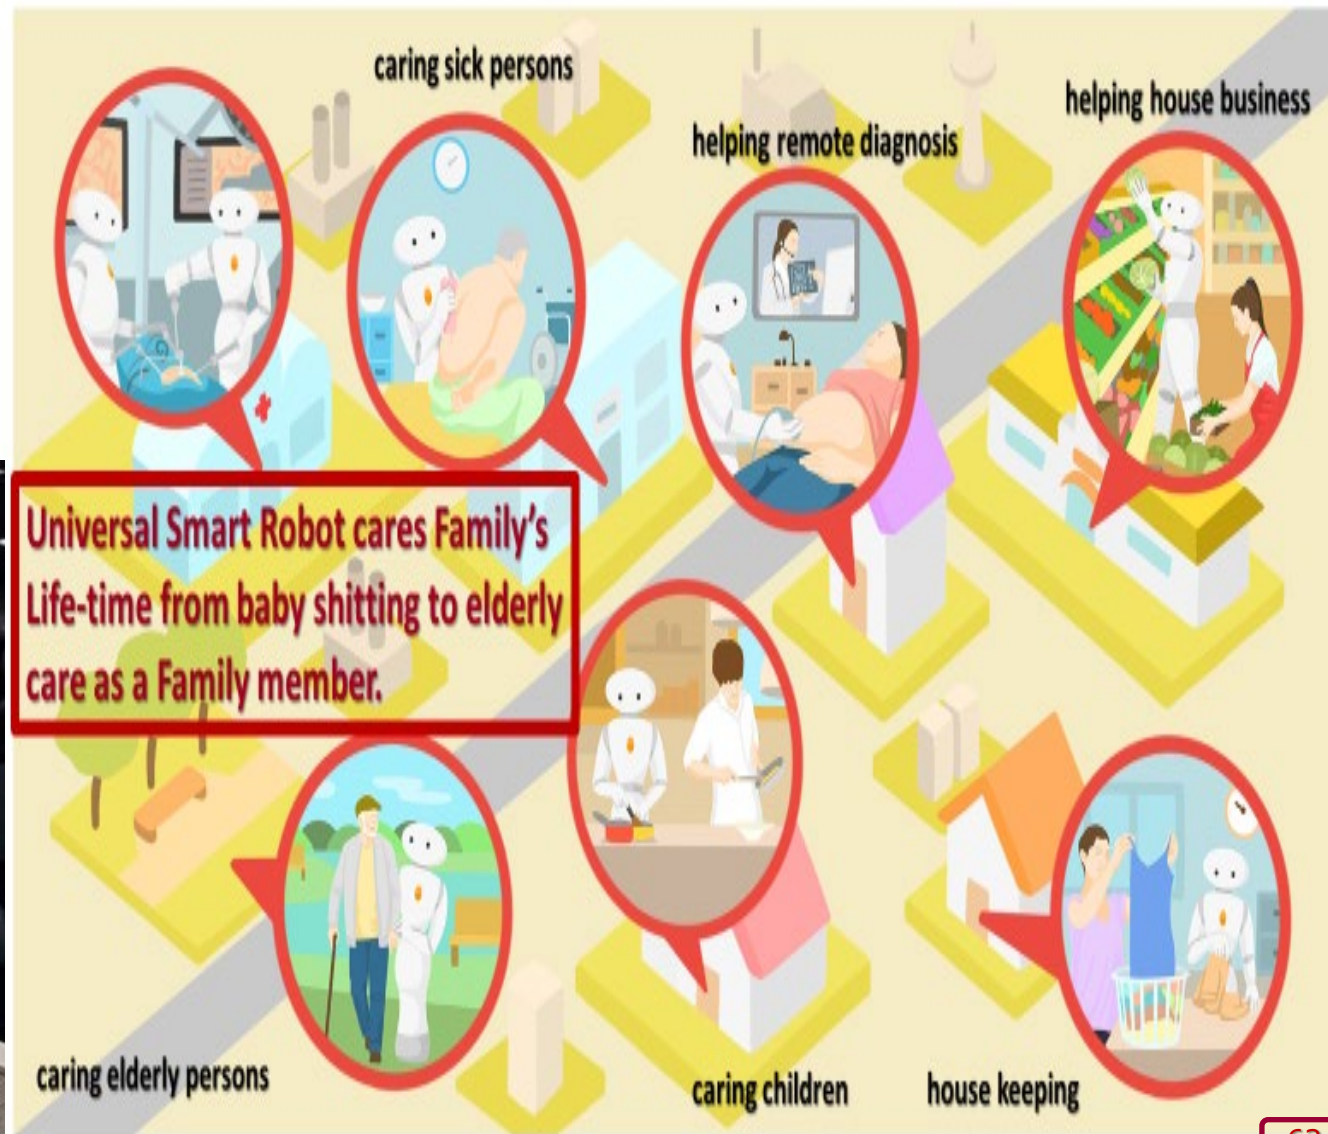 caring sick persons
helping remote diagnosis
helping house business
Universal Smart Robot cares Family's
Life-time from baby shitting to elderly
care as a Family member.
caring elderly persons
caring children
house keeping